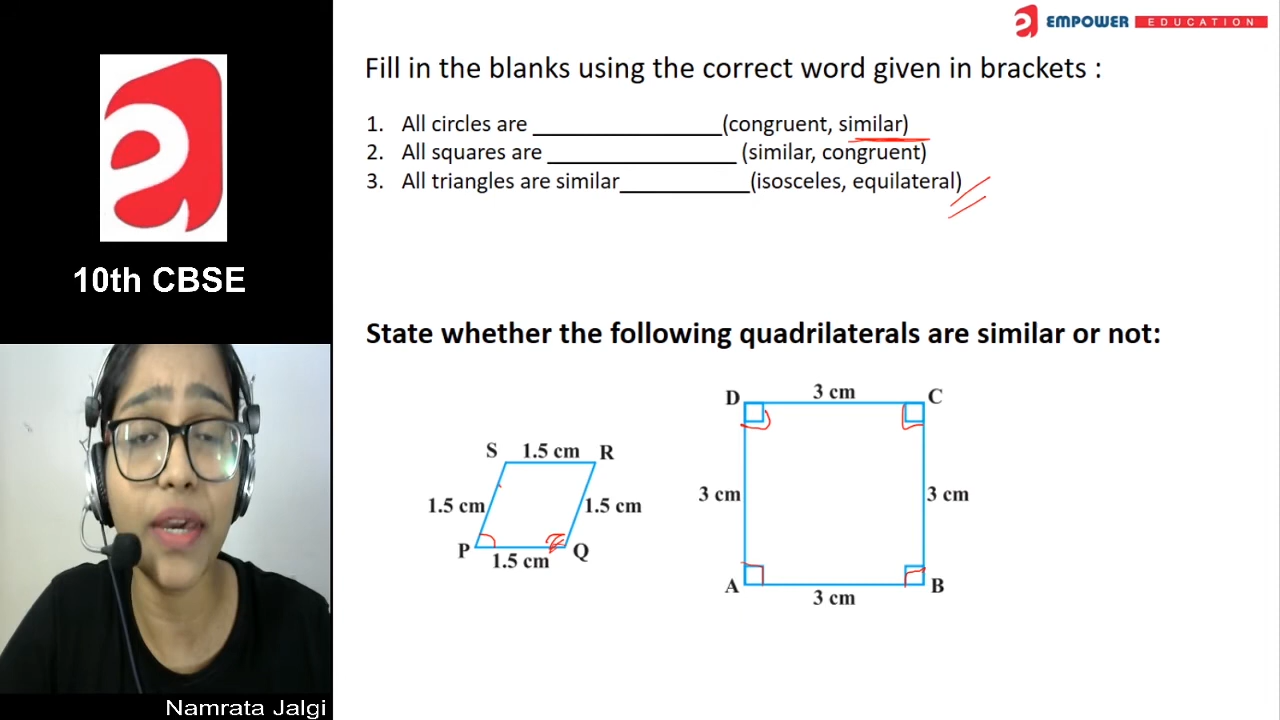 EMPOWER EDUCATION
Fill in the blanks using the correct word given in brackets :
1. All circles are ________________(congruent, similar)
2. All squares are ________________ (similar, congruent)
3. All triangles are similar___________(isosceles, equilateral)
10th CBSE
State whether the following quadrilaterals are similar or not:
S 1.5 cm R
1.5 cm 1.5 cm
P Q
1.5 cm
D 3 cm C
3 cm 3 cm
A B
3 cm
Namrata Jalgi